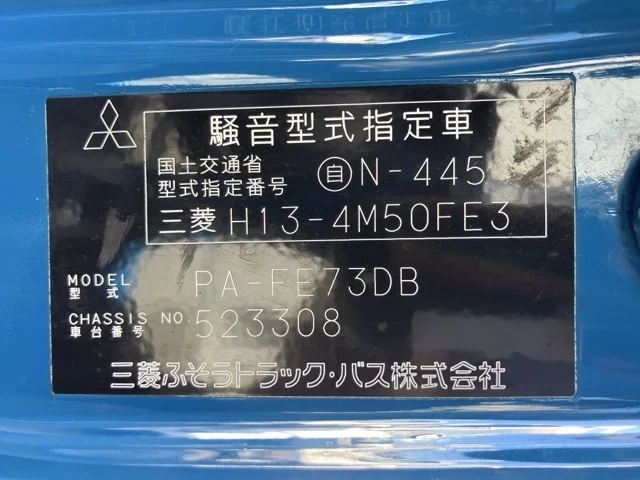 騒音型式指定車
国土交通省
型式指定番号 自N-445
三菱 H13-4M50FE3
MODEL
型式 PA-FE73DB
CHASSIS NO.
車台番号 523308
三菱ふそうトラック・バス株式会社